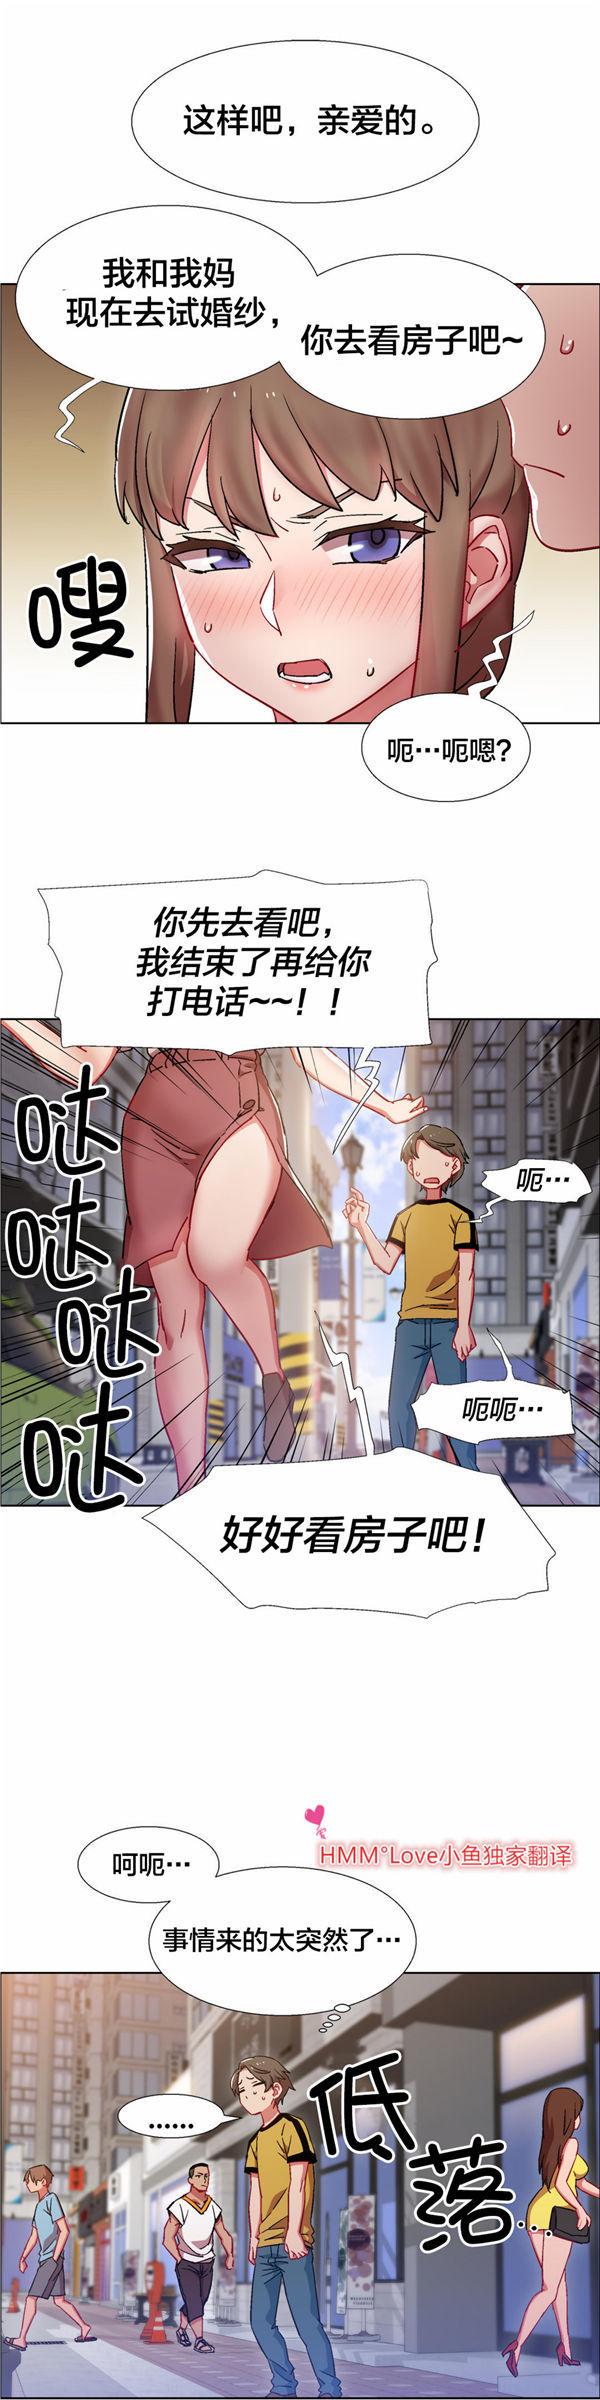 这样吧，亲爱的。
我和我妈
现在去试婚纱，
你去看房子吧~
嗖
呃…呃嗯?
你先去看吧，
我结束了再给你
打电话~~！！
哒
哒
哒
哒
呃…
呃呃…
好好看房子吧！
HMM°Love小鱼独家翻译
呵呃…
事情来的太突然了…
……
低
落…